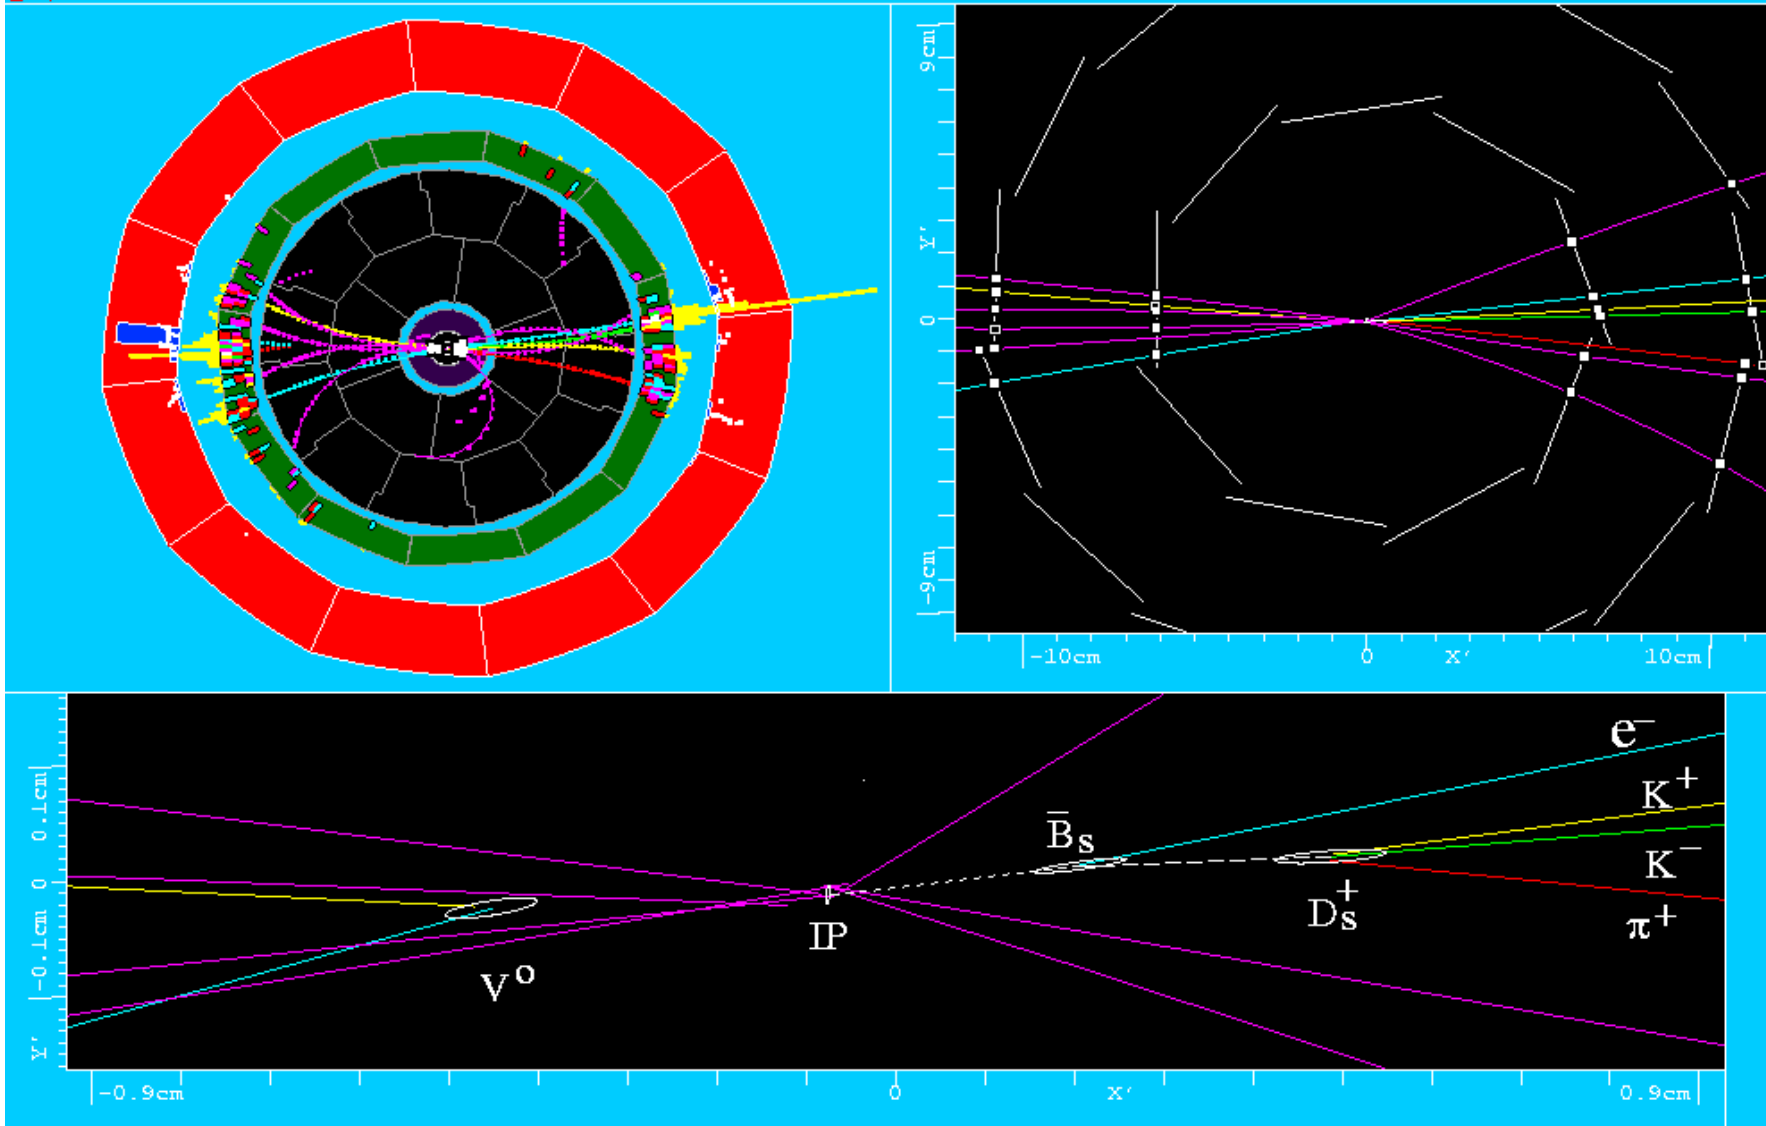 |-9cm
0
9cm|
Y'
|-10cm
0
X'
10cm|
e⁻
K⁺
B̅s
K⁻
Ds⁺
IP
π⁺
V⁰
|-0.1cm
0
0.1cm|
Y'
|-0.9cm
0
X'
0.9cm|